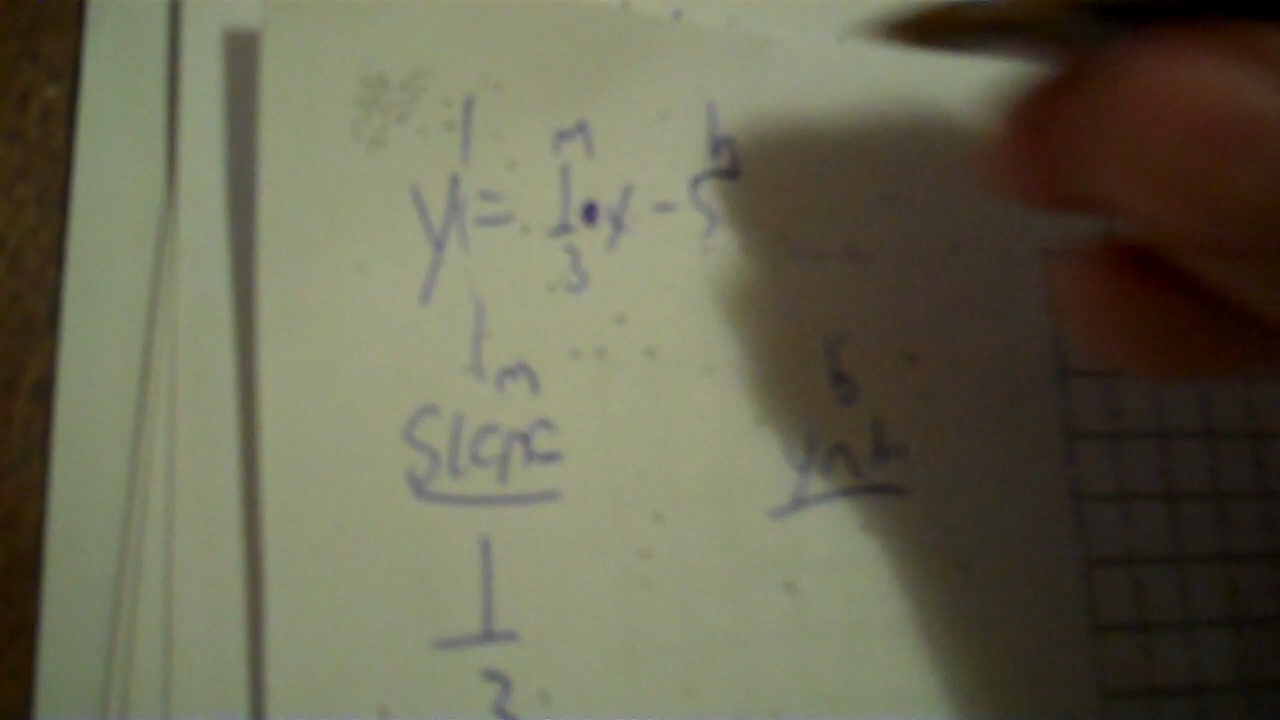 m b
y = 1/3 • x - 5
m b
Slope y int
1/3